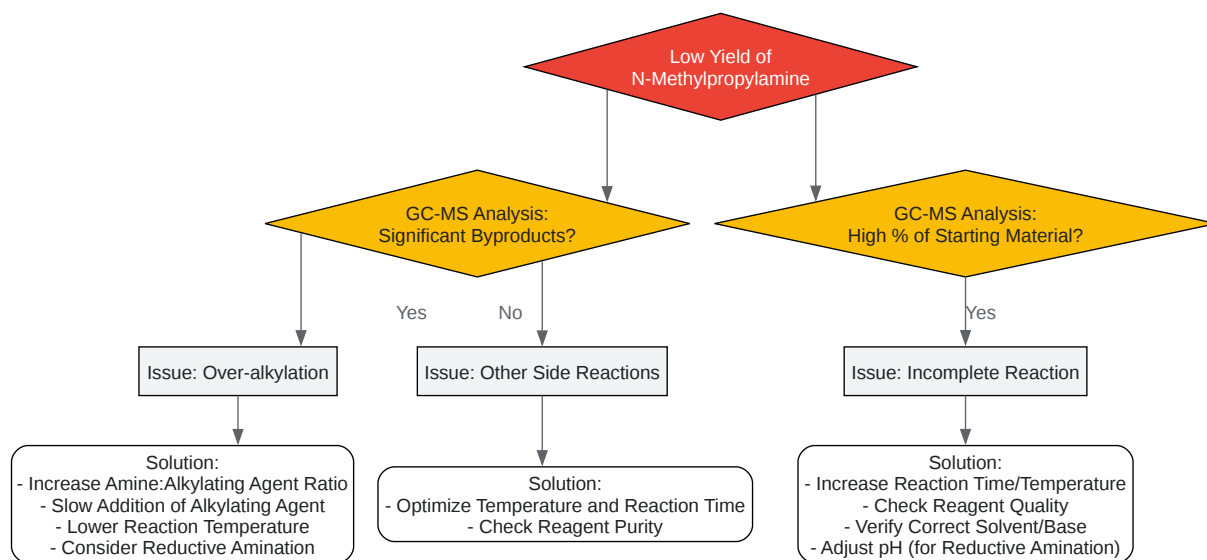 Low Yield of
N-Methylpropylamine
GC-MS Analysis:
Significant Byproducts?
GC-MS Analysis:
High % of Starting Material?
Yes
No
Yes
Issue: Over-alkylation
Issue: Other Side Reactions
Issue: Incomplete Reaction
Solution:
- Increase Amine:Alkylating Agent Ratio
- Slow Addition of Alkylating Agent
- Lower Reaction Temperature
- Consider Reductive Amination
Solution:
- Optimize Temperature and Reaction Time
- Check Reagent Purity
Solution:
- Increase Reaction Time/Temperature
- Check Reagent Quality
- Verify Correct Solvent/Base
- Adjust pH (for Reductive Amination)